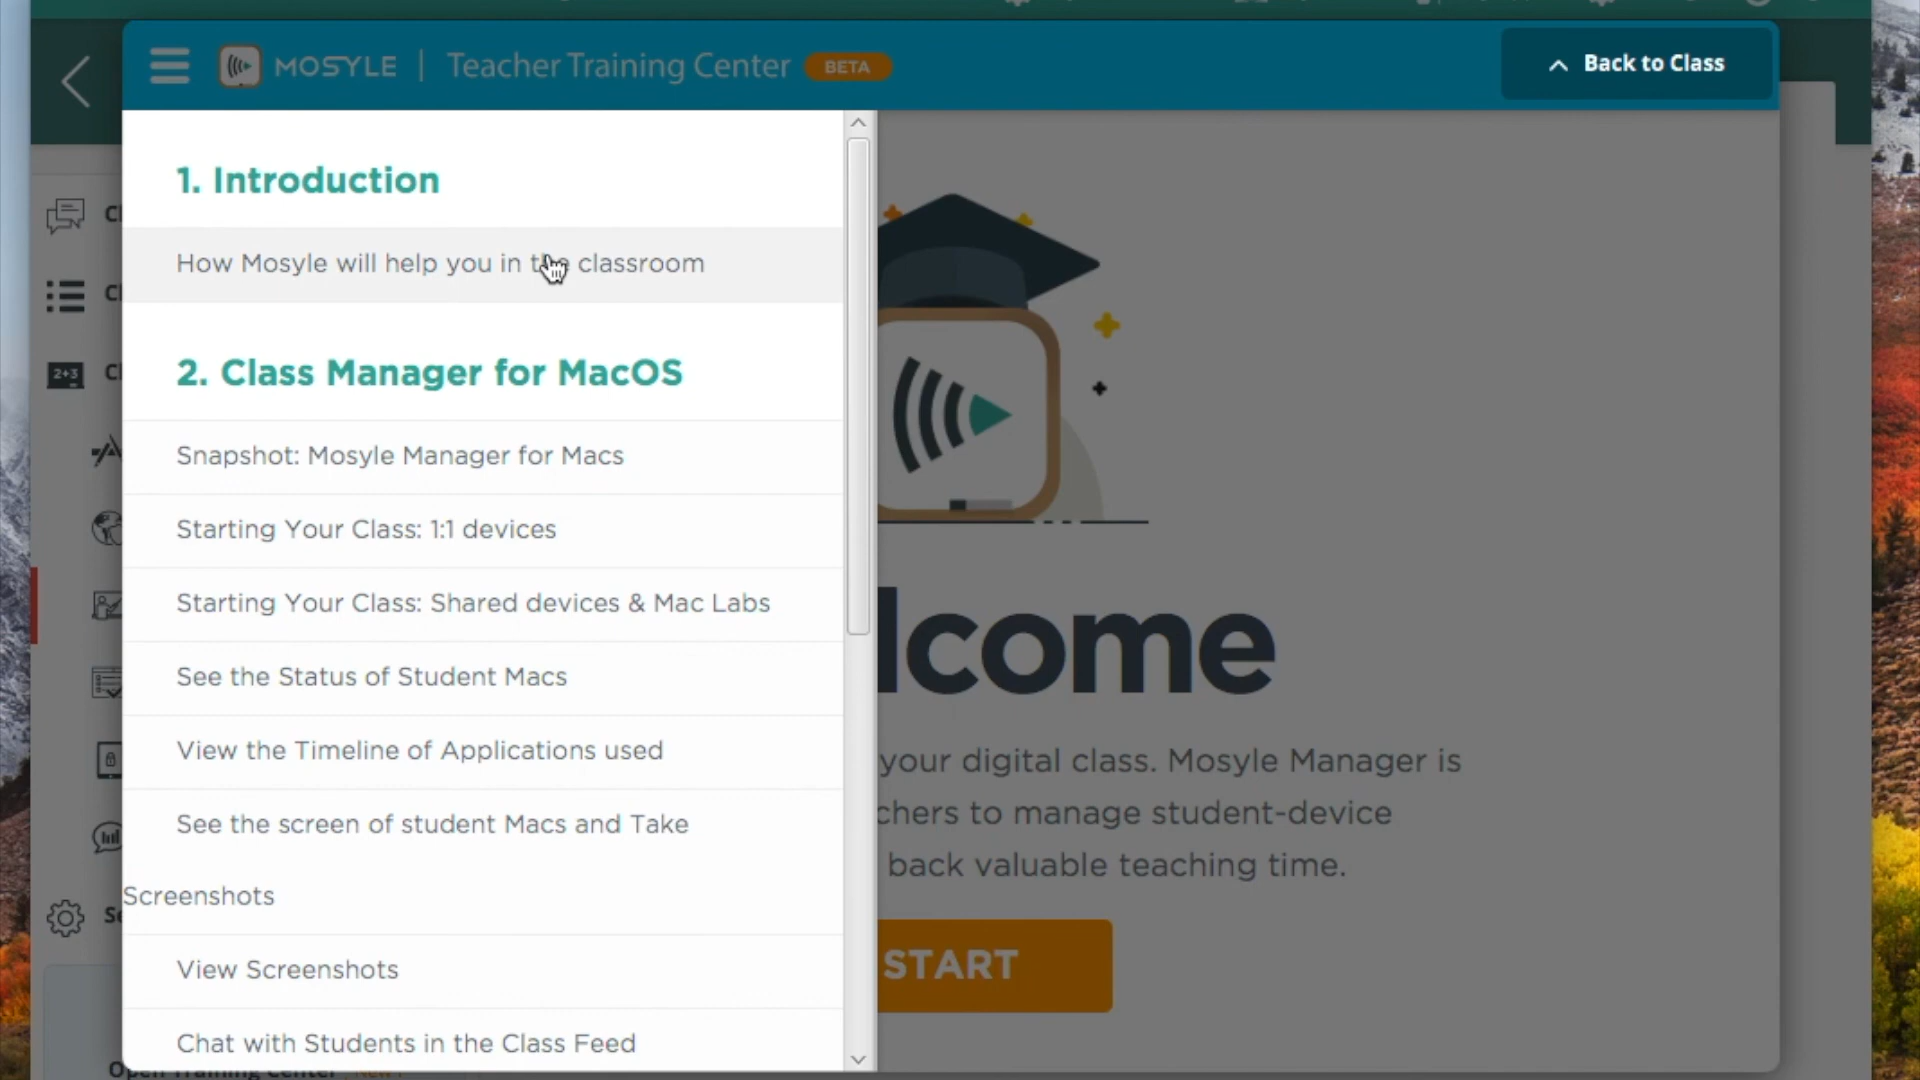 MOSYLE | Teacher Training Center BETA
Back to Class
1. Introduction
How Mosyle will help you in the classroom
2. Class Manager for MacOS
Snapshot: Mosyle Manager for Macs
Starting Your Class: 1:1 devices
Starting Your Class: Shared devices & Mac Labs
See the Status of Student Macs
View the Timeline of Applications used
See the screen of student Macs and Take
Screenshots
View Screenshots
Chat with Students in the Class Feed
2+3
lcome
your digital class. Mosyle Manager is
chers to manage student-device
back valuable teaching time.
START